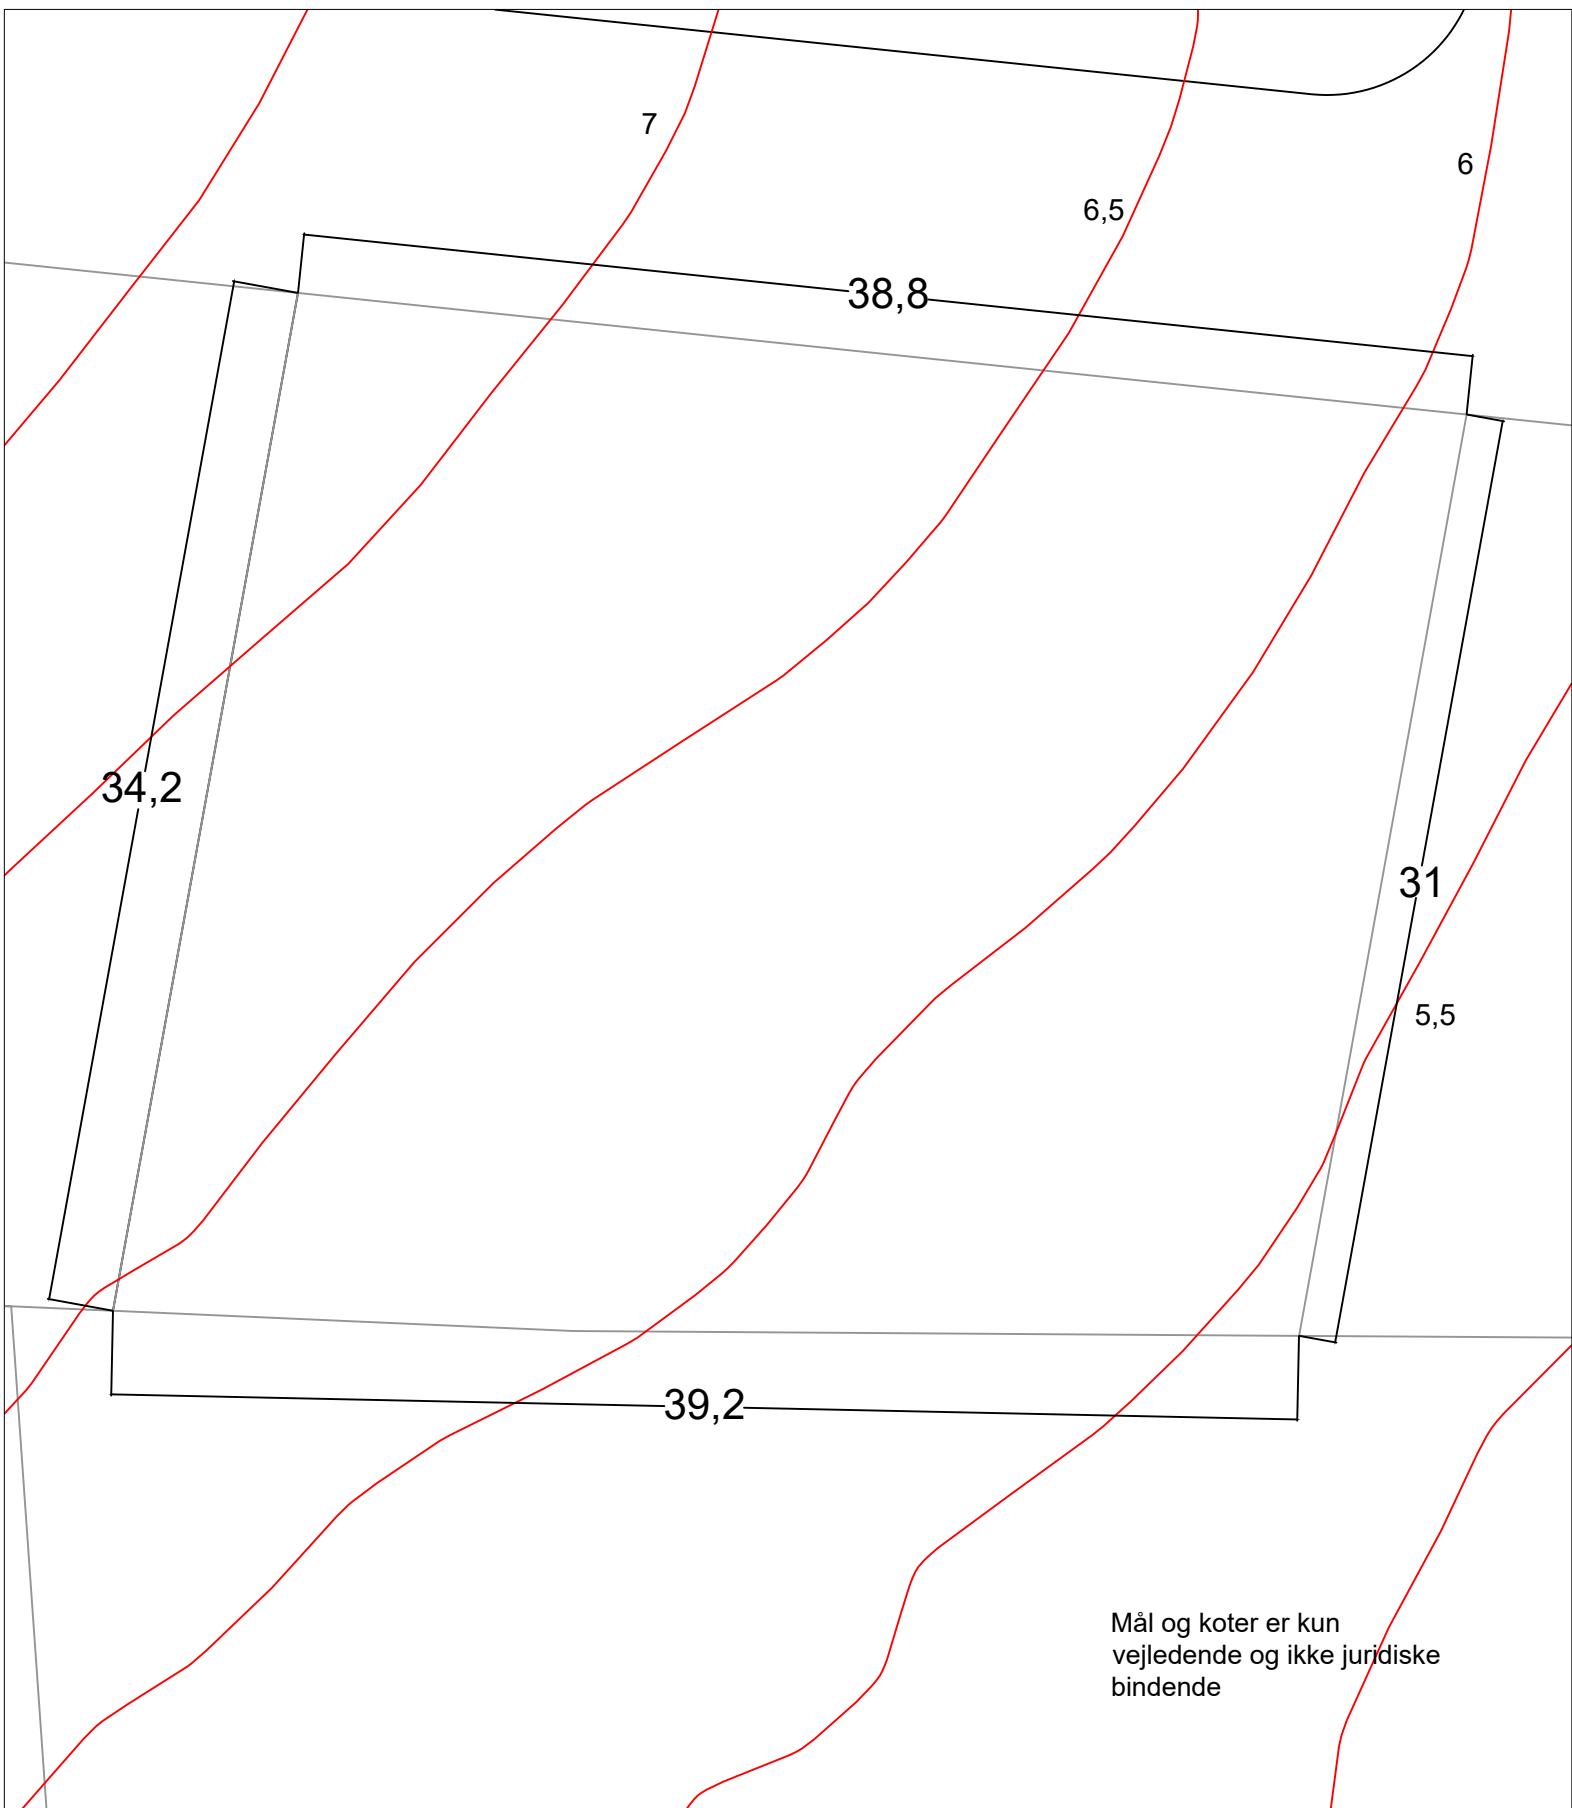 7
6
6,5
38,8
34,2
31
5,5
39,2
Mål og koter er kun
vejledende og ikke juridiske
bindende